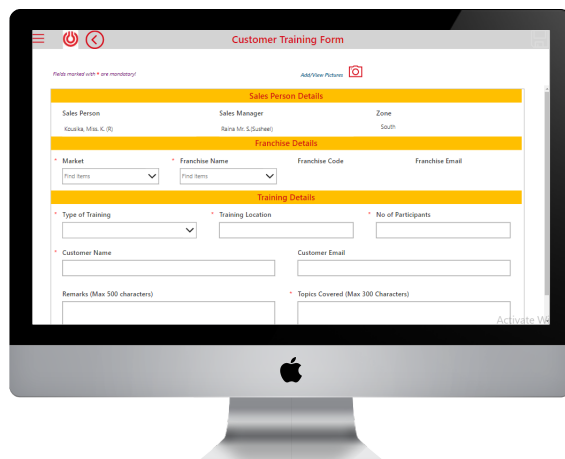 Customer Training Form
Fields marked with * are mandatory!
Add/View Pictures
Sales Person Details
Sales Person Sales Manager Zone
Kousika, Miss. K. (R) Raina Mr. S.(Susheel) South
Franchise Details
* Market * Franchise Name Franchise Code Franchise Email
Find items Find items
Training Details
* Type of Training * Training Location * No of Participants
* Customer Name Customer Email
Remarks (Max 500 characters) * Topics Covered (Max 300 Characters)
Activate W